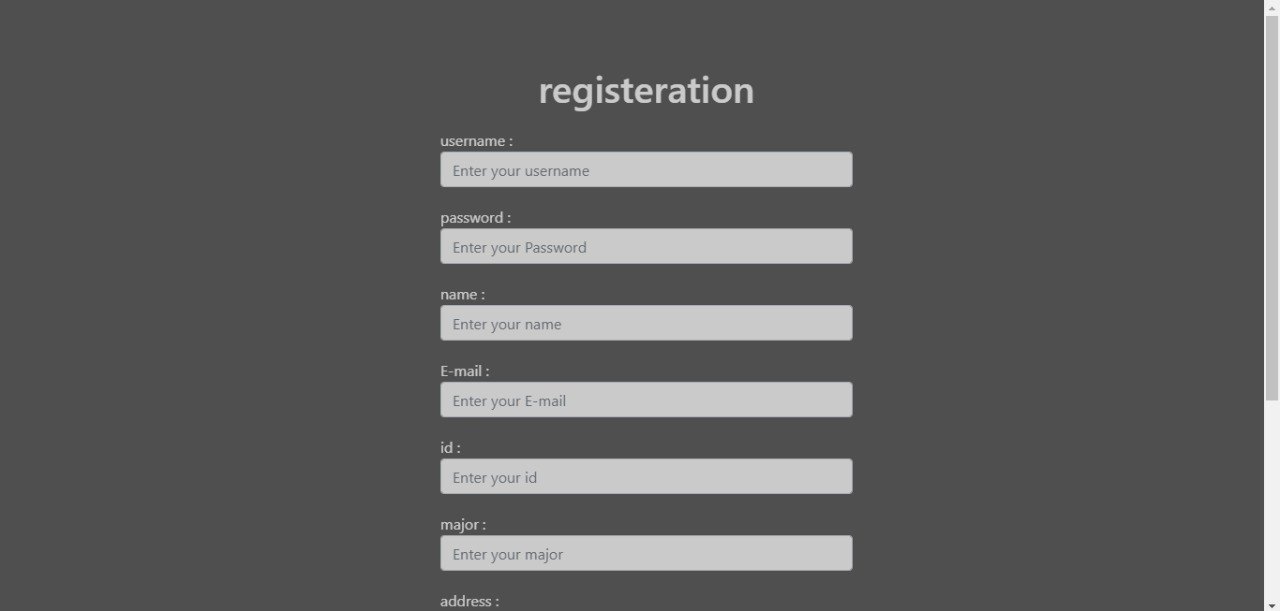 registeration
username :
Enter your username
password :
Enter your Password
name :
Enter your name
E-mail :
Enter your E-mail
id :
Enter your id
major :
Enter your major
address :